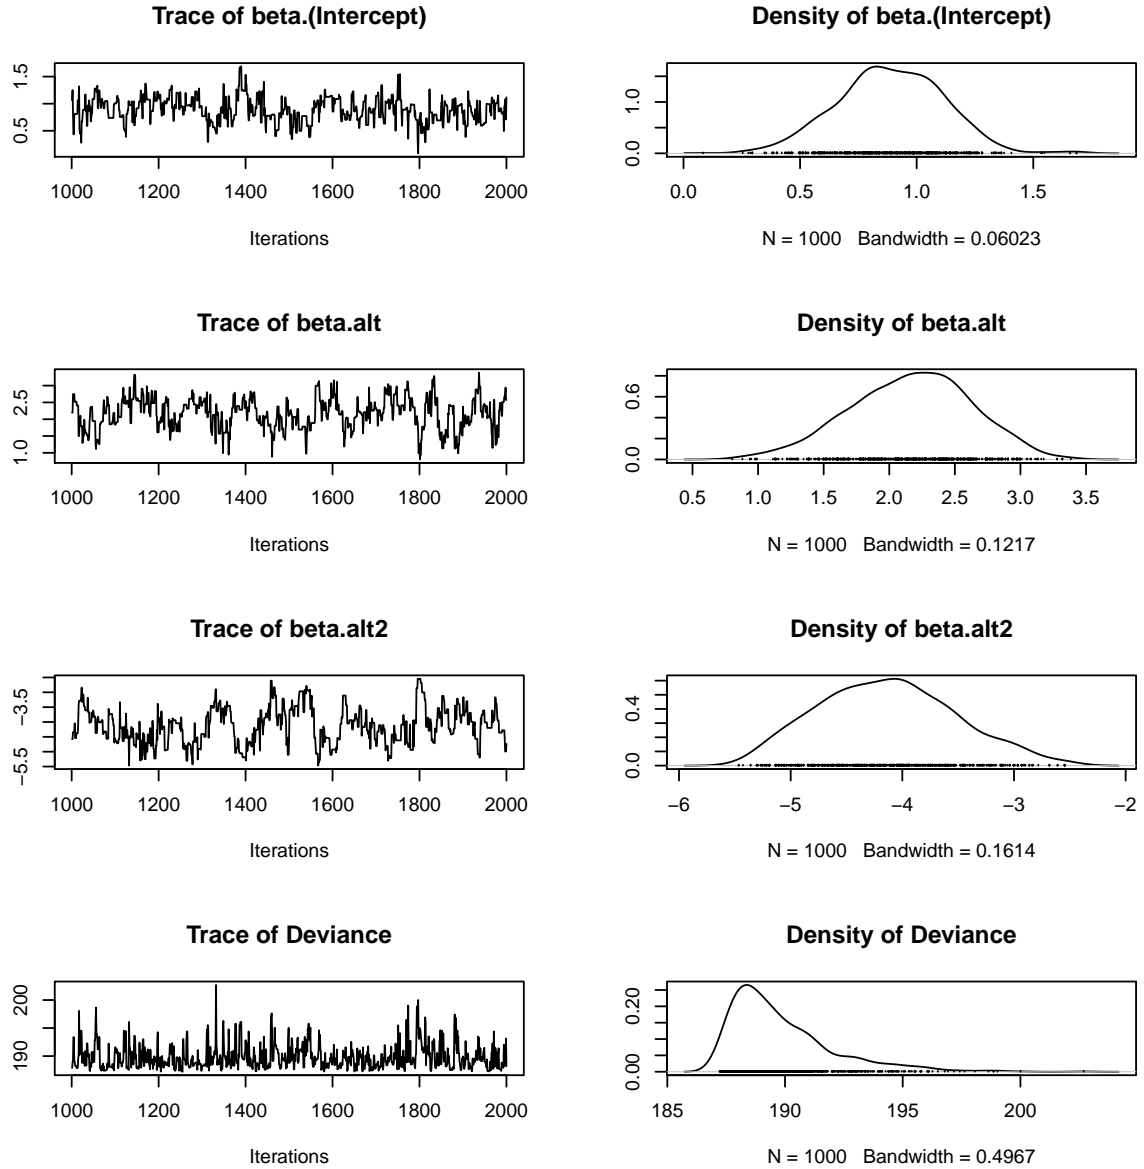 Trace of beta.(Intercept)
0.5 1.5
1000 1200 1400 1600 1800 2000
Iterations
Density of beta.(Intercept)
0.0 1.0
0.0 0.5 1.0 1.5
N = 1000 Bandwidth = 0.06023
Trace of beta.alt
1.0 2.5
1000 1200 1400 1600 1800 2000
Iterations
Density of beta.alt
0.0 0.6
0.5 1.0 1.5 2.0 2.5 3.0 3.5
N = 1000 Bandwidth = 0.1217
Trace of beta.alt2
−5.5 −3.5
1000 1200 1400 1600 1800 2000
Iterations
Density of beta.alt2
0.0 0.4
−6 −5 −4 −3 −2
N = 1000 Bandwidth = 0.1614
Trace of Deviance
190 200
1000 1200 1400 1600 1800 2000
Iterations
Density of Deviance
0.00 0.20
185 190 195 200
N = 1000 Bandwidth = 0.4967